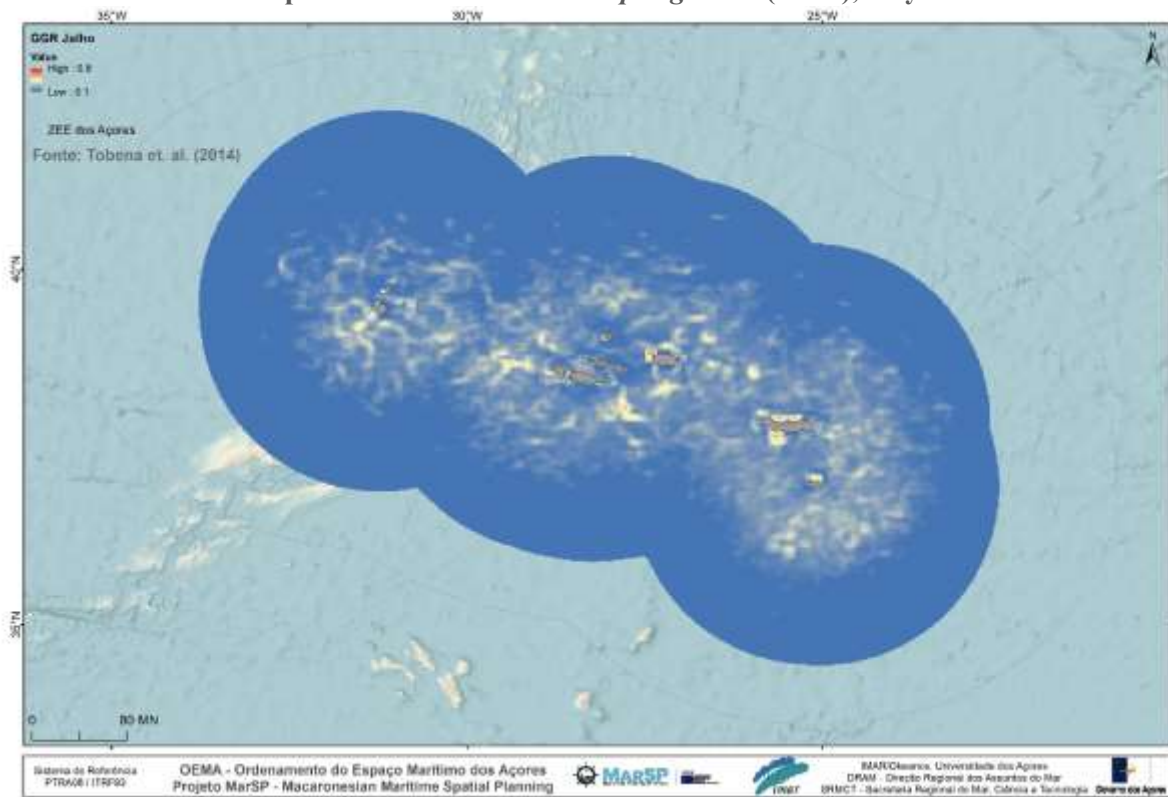 35°W 30°W 25°W
GGR Julho
Value
High : 0.8
Low : 0.1
ZEE dos Açores
Fonte: Tobena et. al. (2014)
N
40°N
35°N
0 80 MN
Sistema de Referência
PTRA08 / ITRF93
OEMA - Ordenamento do Espaço Marítimo dos Açores
Projeto MarSP - Macaronesian Maritime Spatial Planning
MARSP
IMAR/Okeanos, Universidade dos Açores
DRAM - Direção Regional dos Assuntos do Mar
SRMCT - Secretaria Regional do Mar, Ciência e Tecnologia
Governo dos Açores